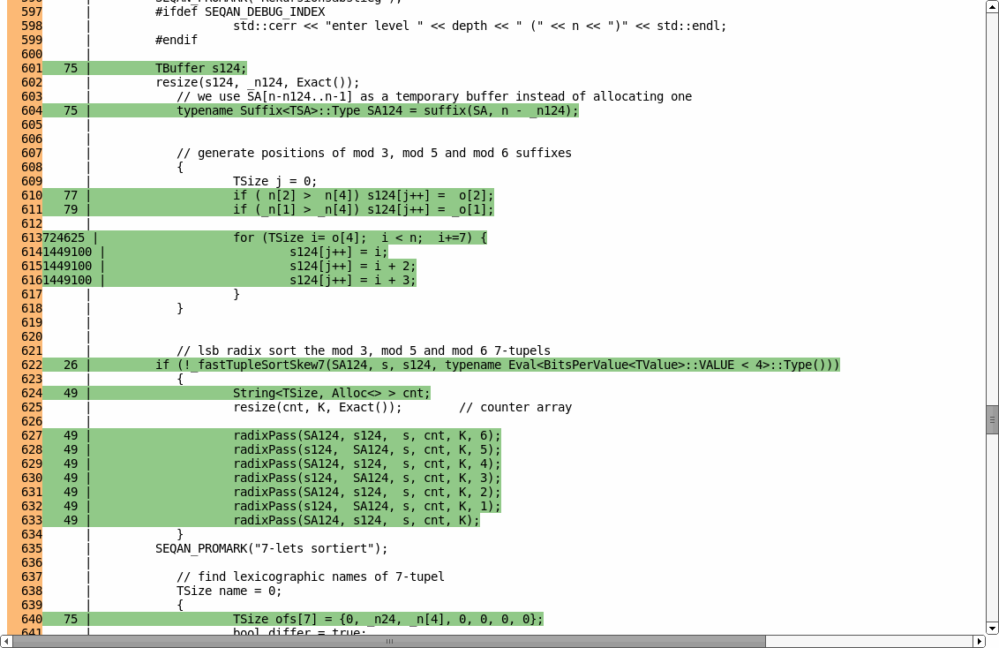 SEQAN_PROMARK("Rekursionsabstieg");
597 | #ifdef SEQAN_DEBUG_INDEX
598 | std::cerr << "enter level " << depth << " (" << n << ")" << std::endl;
599 | #endif
600 |
601 75 | TBuffer s124;
602 | resize(s124, _n124, Exact());
603 | // we use SA[n-n124..n-1] as a temporary buffer instead of allocating one
604 75 | typename Suffix<TSA>::Type SA124 = suffix(SA, n - _n124);
605 |
606 |
607 | // generate positions of mod 3, mod 5 and mod 6 suffixes
608 | {
609 | TSize j = 0;
610 77 | if (_n[2] > _n[4]) s124[j++] = _o[2];
611 79 | if (_n[1] > _n[4]) s124[j++] = _o[1];
612 |
613724625 | for (TSize i=_o[4]; i < n; i+=7) {
6141449100 | s124[j++] = i;
6151449100 | s124[j++] = i + 2;
6161449100 | s124[j++] = i + 3;
617 | }
618 | }
619 |
620 |
621 | // lsb radix sort the mod 3, mod 5 and mod 6 7-tupels
622 26 | if (!_fastTupleSortSkew7(SA124, s, s124, typename Eval<BitsPerValue<TValue>::VALUE < 4>::Type()))
623 | {
624 49 | String<TSize, Alloc<> > cnt;
625 | resize(cnt, K, Exact()); // counter array
626 |
627 49 | radixPass(SA124, s124, s, cnt, K, 6);
628 49 | radixPass(s124, SA124, s, cnt, K, 5);
629 49 | radixPass(SA124, s124, s, cnt, K, 4);
630 49 | radixPass(s124, SA124, s, cnt, K, 3);
631 49 | radixPass(SA124, s124, s, cnt, K, 2);
632 49 | radixPass(s124, SA124, s, cnt, K, 1);
633 49 | radixPass(SA124, s124, s, cnt, K);
634 | }
635 | SEQAN_PROMARK("7-lets sortiert");
636 |
637 | // find lexicographic names of 7-tupel
638 | TSize name = 0;
639 | {
640 75 | TSize ofs[7] = {0, _n24, _n[4], 0, 0, 0, 0};
641 | bool differ = true;